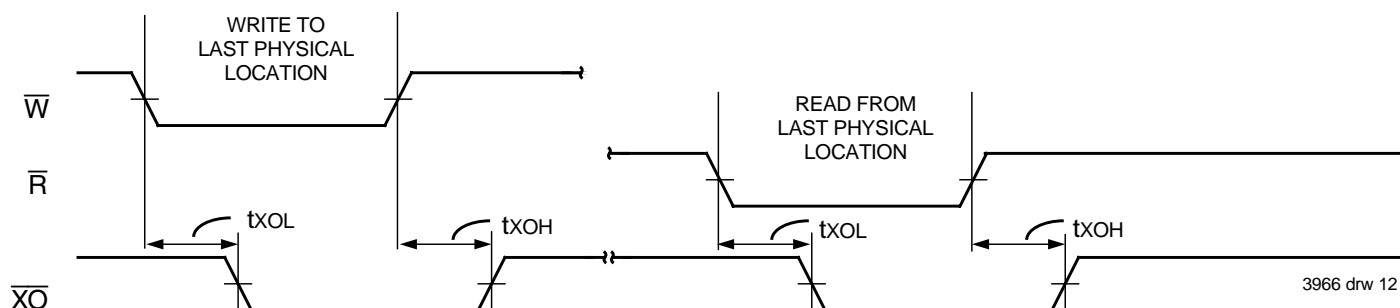 WRITE TO
LAST PHYSICAL
LOCATION
W
READ FROM
LAST PHYSICAL
LOCATION
R
tXOL
tXOH
tXOL
tXOH
XO
3966 drw 12